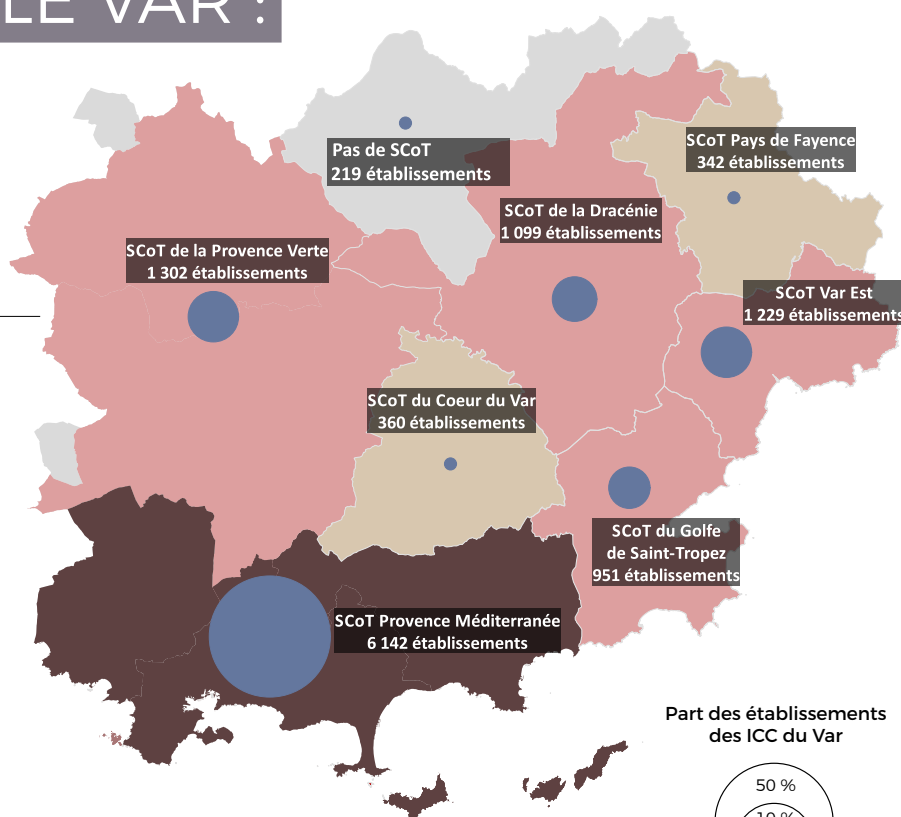 LE VAR :
Pas de SCoT
219 établissements
SCoT Pays de Fayence
342 établissements
SCoT de la Dracénie
1 099 établissements
SCoT de la Provence Verte
1 302 établissements
SCoT Var Est
1 229 établissements
SCoT du Coeur du Var
360 établissements
SCoT du Golfe
de Saint-Tropez
951 établissements
SCoT Provence Méditerranée
6 142 établissements
Part des établissements
des ICC du Var
50 %
10 %